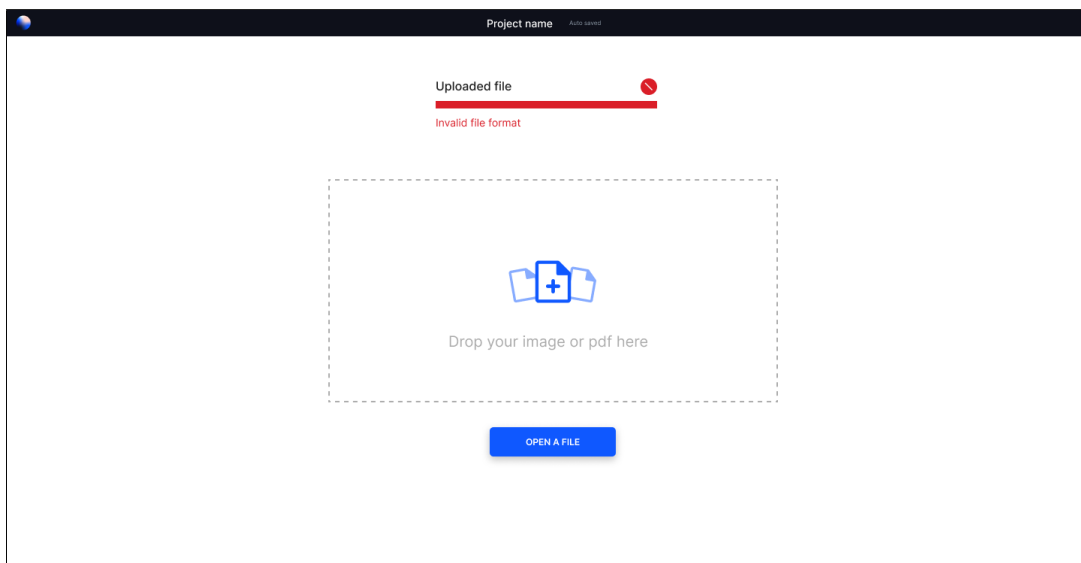 Project name Auto saved
Uploaded file
Invalid file format
Drop your image or pdf here
OPEN A FILE